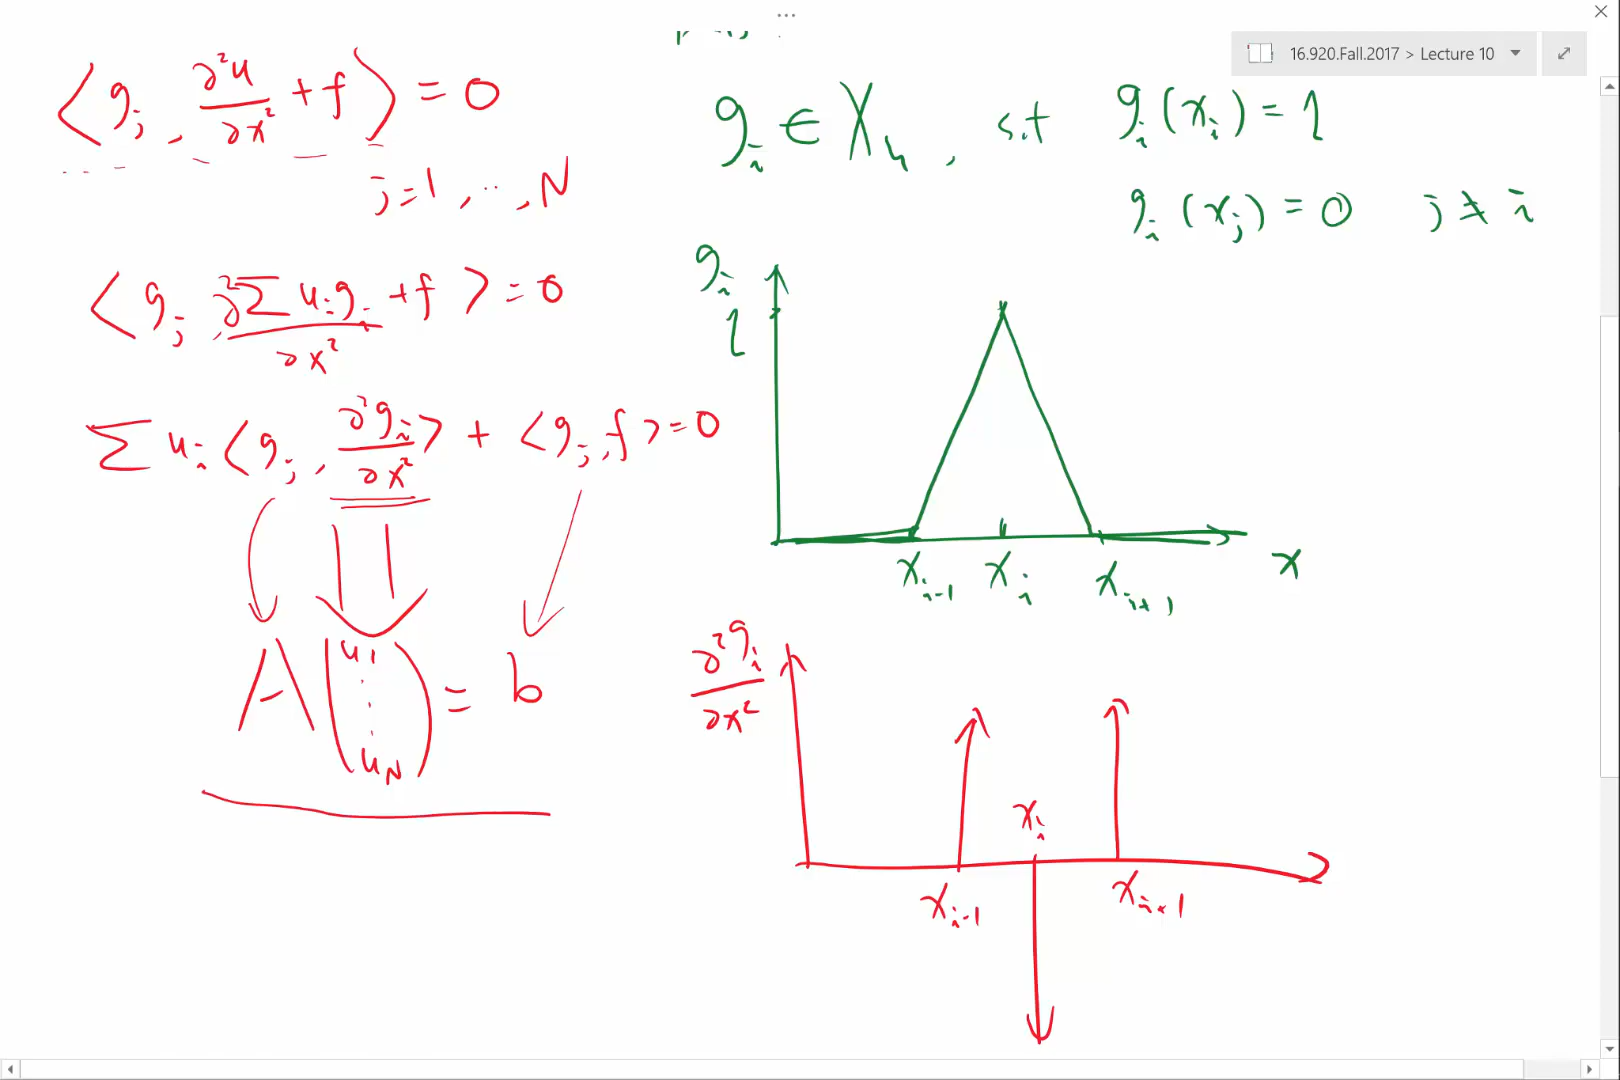 16.920.Fall.2017 > Lecture 10
⟨g_j, ∂²u/∂x² + f⟩ = 0
j = 1, .., N
⟨g_j, ∂²Σ u_i g_i/∂x² + f⟩ = 0
Σ u_i ⟨g_j, ∂²g_i/∂x²⟩ + ⟨g_j, f⟩ = 0
A (u_1 ⋮ u_N) = b
g_i ∈ X_h, s.t g_i(x_i) = 1
g_i(x_j) = 0 j ≠ i
g_i
1
x_{i-1} x_i x_{i+1} x
∂²g_i/∂x²
x_i
x_{i-1} x_{i+1}